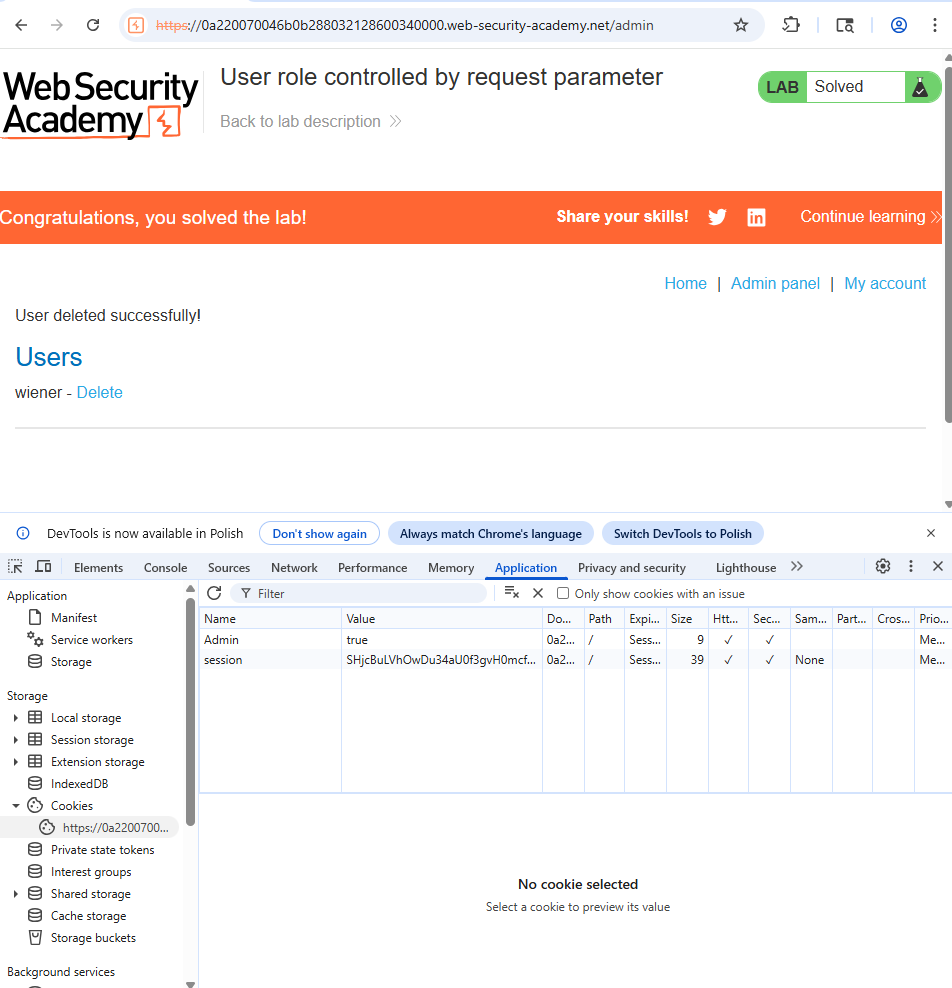 https://0a220070046b0b288032128600340000.web-security-academy.net/admin
Web Security
Academy
User role controlled by request parameter
Back to lab description
LAB Solved
Congratulations, you solved the lab!
Share your skills!
Continue learning
Home | Admin panel | My account
User deleted successfully!
Users
wiener - Delete
DevTools is now available in Polish
Don't show again
Always match Chrome's language
Switch DevTools to Polish
Elements Console Sources Network Performance Memory Application Privacy and security Lighthouse
Application
Manifest
Service workers
Storage
Storage
Local storage
Session storage
Extension storage
IndexedDB
Cookies
https://0a2200700...
Private state tokens
Interest groups
Shared storage
Cache storage
Storage buckets
Background services
Filter
Only show cookies with an issue
Name Value Do... Path Expi... Size Htt... Sec... Sam... Part... Cros... Prio...
Admin true 0a2... / Sess... 9 ✓ ✓ Me...
session SHjcBuLVhOwDu34aU0f3gvH0mcf... 0a2... / Sess... 39 ✓ ✓ None Me...
No cookie selected
Select a cookie to preview its value